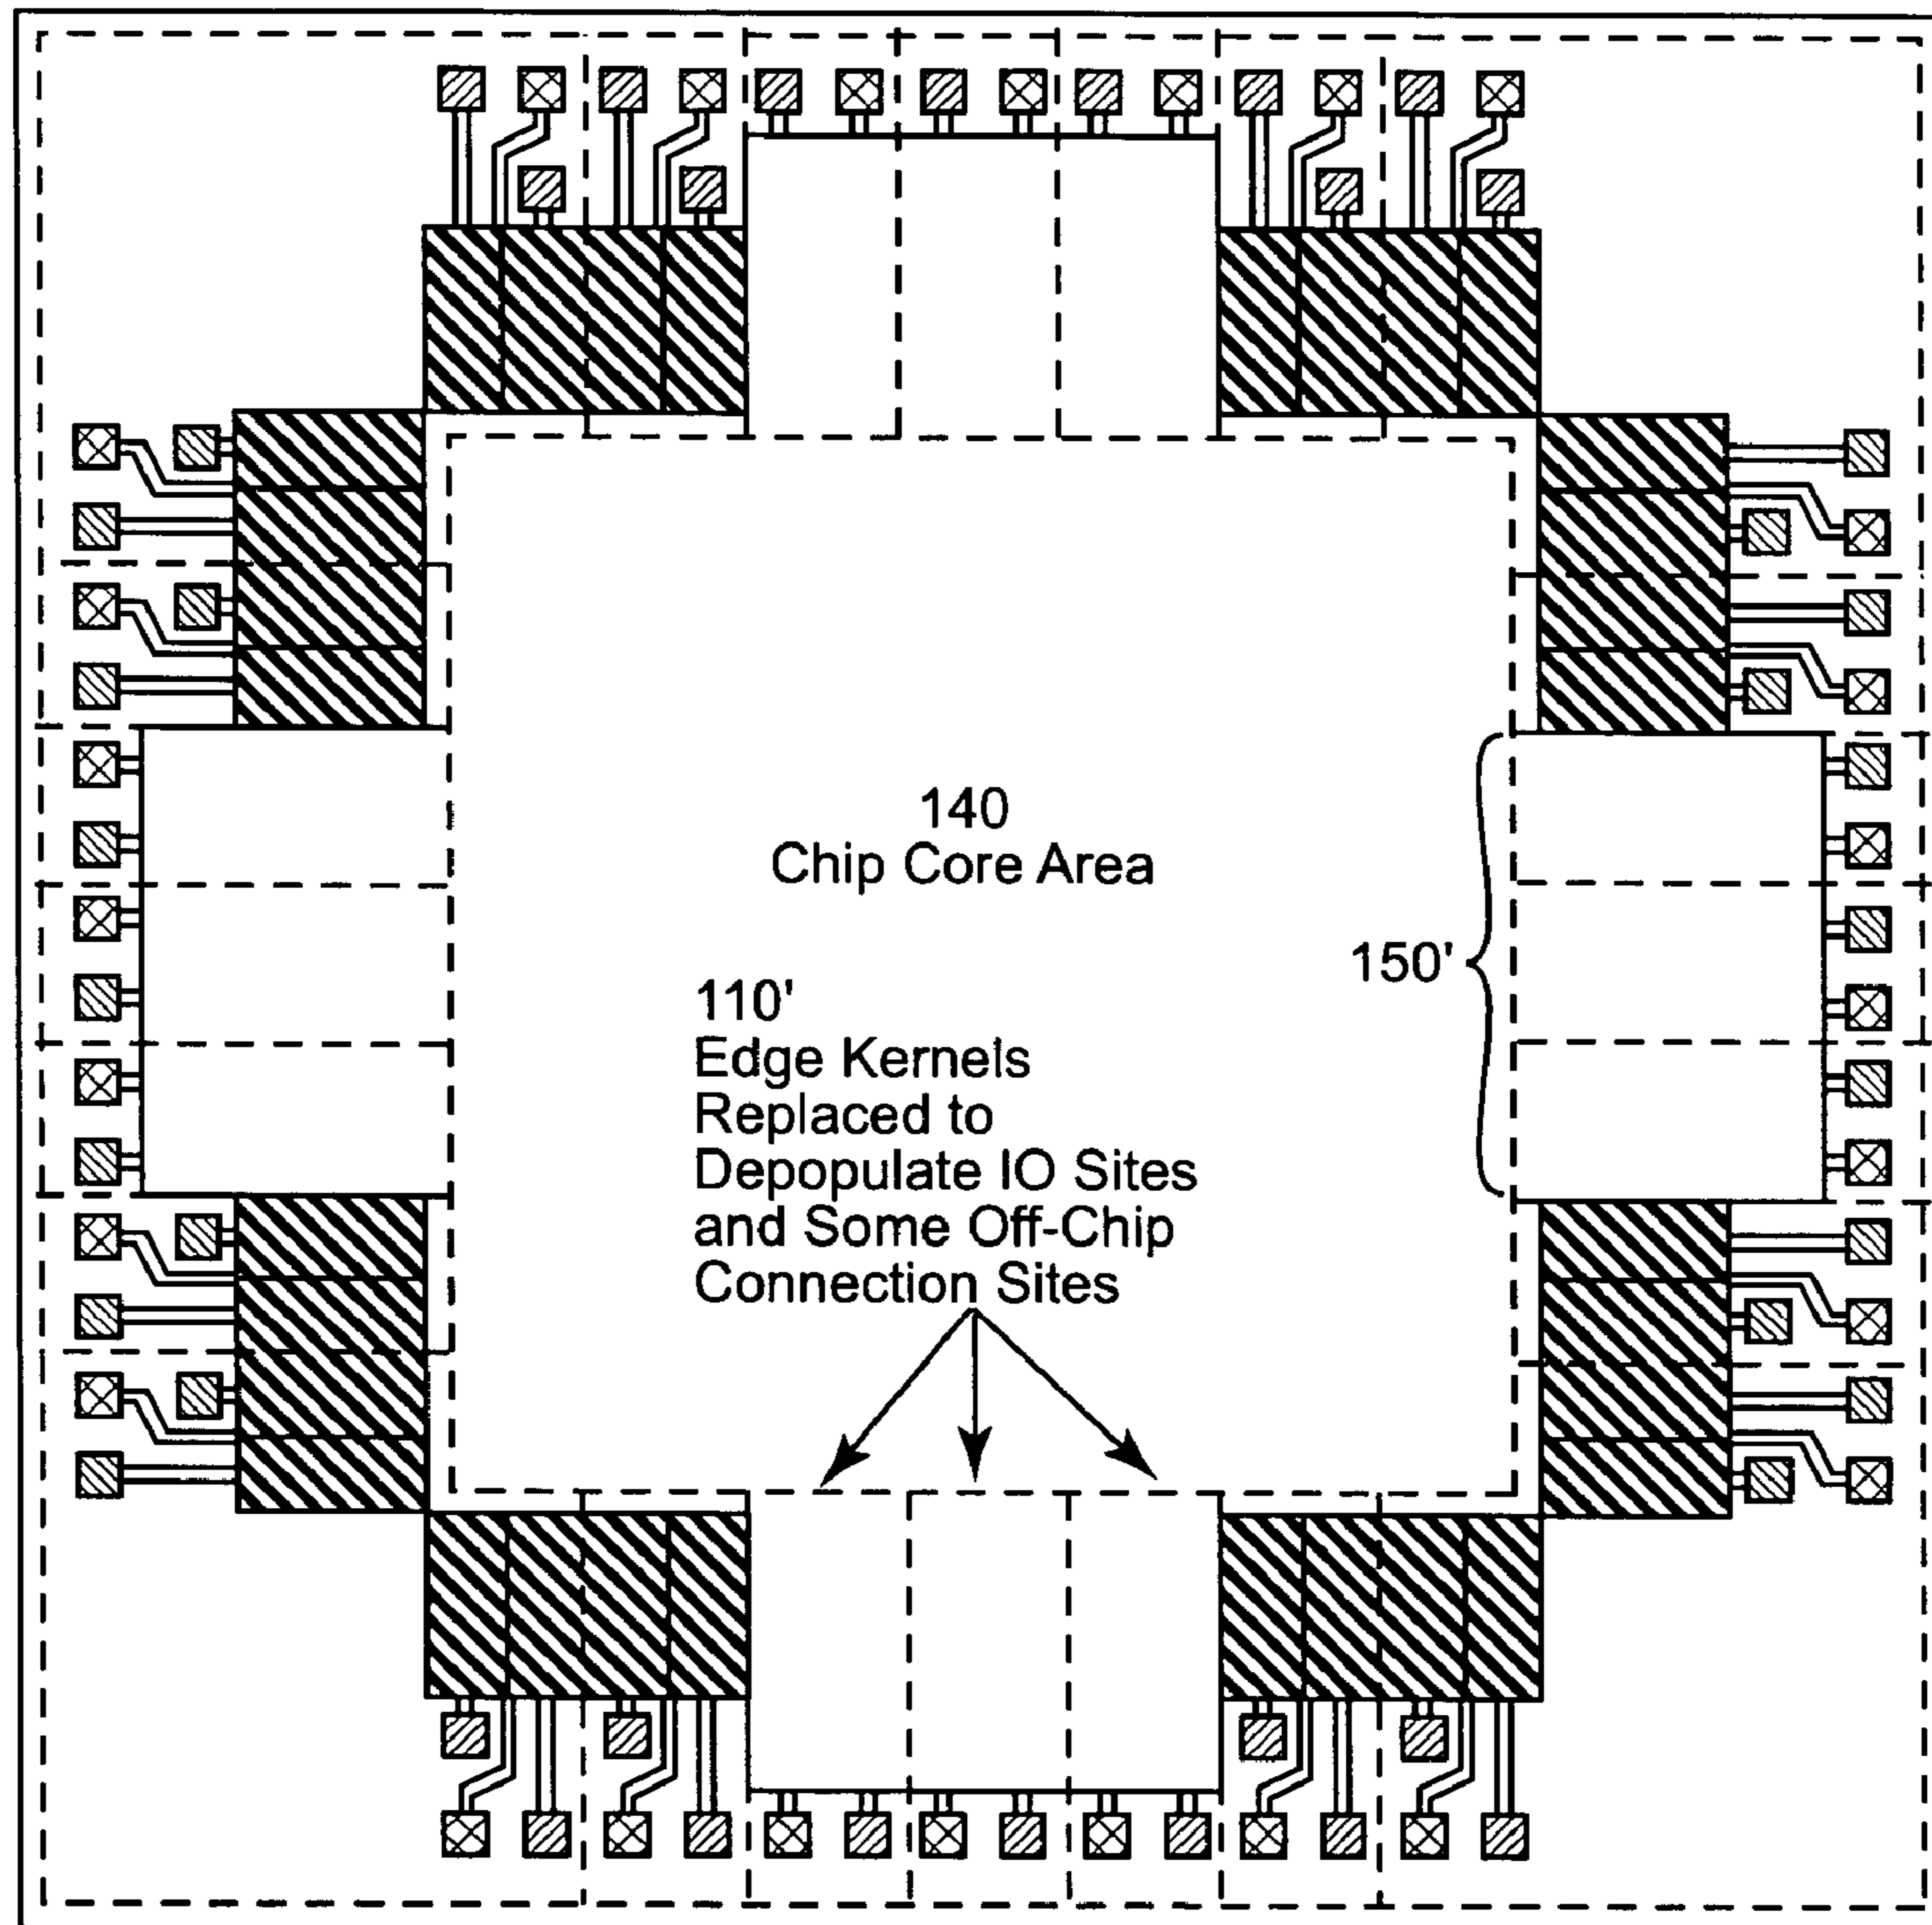 140
Chip Core Area
150'
110'
Edge Kernels
Replaced to
Depopulate IO Sites
and Some Off-Chip
Connection Sites